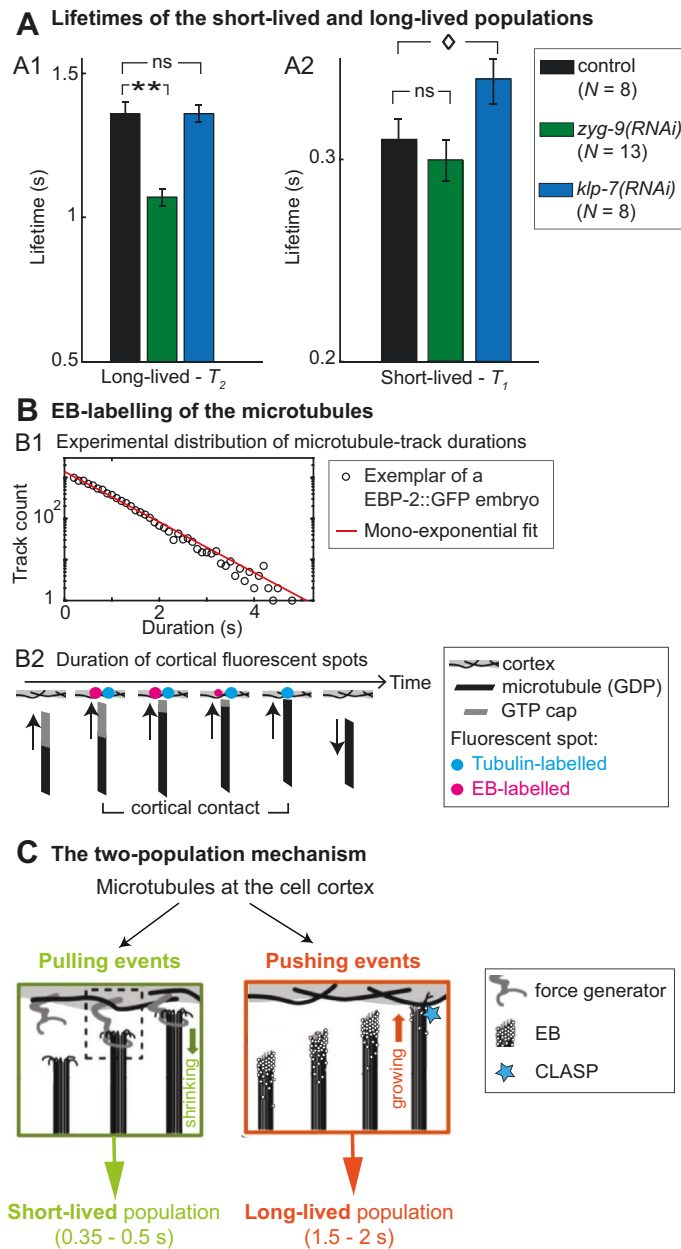 A Lifetimes of the short-lived and long-lived populations
A1
1.5
1
0.5
Lifetime (s)
ns
**
Long-lived - T2
A2
0.3
0.2
Lifetime (s)
◊
ns
Short-lived - T1
control
(N = 8)
zyg-9(RNAi)
(N = 13)
klp-7(RNAi)
(N = 8)
B EB-labelling of the microtubules
B1 Experimental distribution of microtubule-track durations
Track count
10²
1
0 2 4
Duration (s)
Exemplar of a
EBP-2::GFP embryo
Mono-exponential fit
B2 Duration of cortical fluorescent spots
Time
cortical contact
cortex
microtubule (GDP)
GTP cap
Fluorescent spot:
Tubulin-labelled
EB-labelled
C The two-population mechanism
Microtubules at the cell cortex
Pulling events
Pushing events
shrinking
growing
force generator
EB
CLASP
Short-lived population
(0.35 - 0.5 s)
Long-lived population
(1.5 - 2 s)